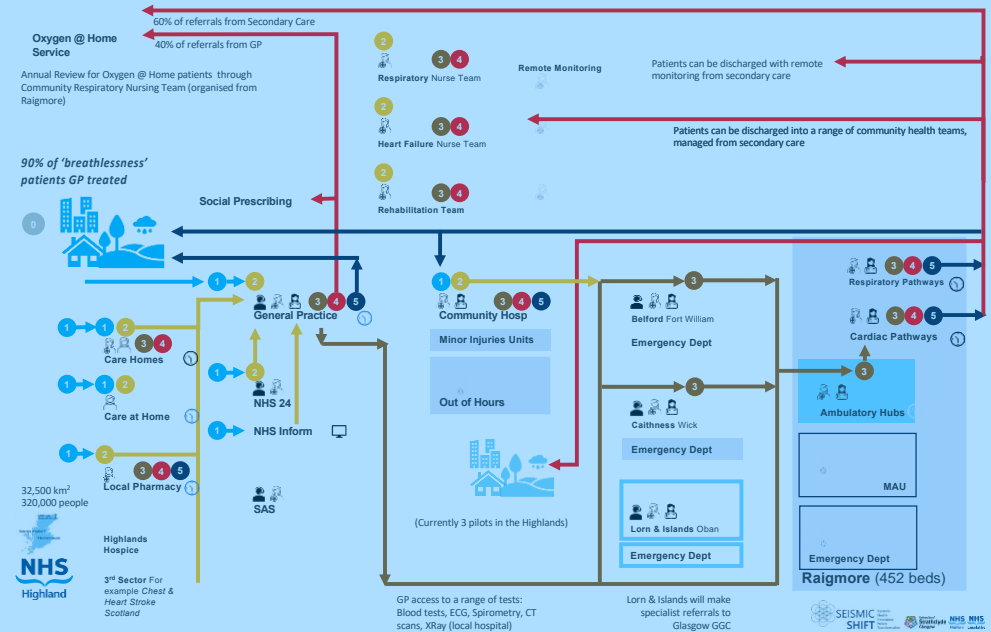 60% of referrals from Secondary Care
40% of referrals from GP
Oxygen @ Home
Service
Annual Review for Oxygen @ Home patients through
Community Respiratory Nursing Team (organised from
Raigmore)
2
3 4
Respiratory Nurse Team
Remote Monitoring
Patients can be discharged with remote
monitoring from secondary care
2
3 4
Heart Failure Nurse Team
Patients can be discharged into a range of community health teams,
managed from secondary care
2
3 4
Rehabilitation Team
90% of ‘breathlessness’
patients GP treated
Social Prescribing
0
1 2
3 4 5
General Practice
1 2
3 4 5
Community Hosp
Minor Injuries Units
Out of Hours
3
Belford Fort William
Emergency Dept
3 4 5
Respiratory Pathways
3 4 5
Cardiac Pathways
3
Ambulatory Hubs
1 1 2
3 4
Care Homes
1 1 2
Care at Home
1 2
NHS 24
1
NHS Inform
1 2
3 4 5
Local Pharmacy
SAS
3
Caithness Wick
Emergency Dept
Lorn & Islands Oban
Emergency Dept
MAU
Emergency Dept
Raigmore (452 beds)
(Currently 3 pilots in the Highlands)
32,500 km²
320,000 people
NHS
Highland
Highlands
Hospice
3rd Sector For
example Chest &
Heart Stroke
Scotland
GP access to a range of tests:
Blood tests, ECG, Spirometry, CT
scans, XRay (local hospital)
Lorn & Islands will make
specialist referrals to
Glasgow GGC
SEISMIC
SHIFT
Strathclyde
Glasgow
NHS NHS